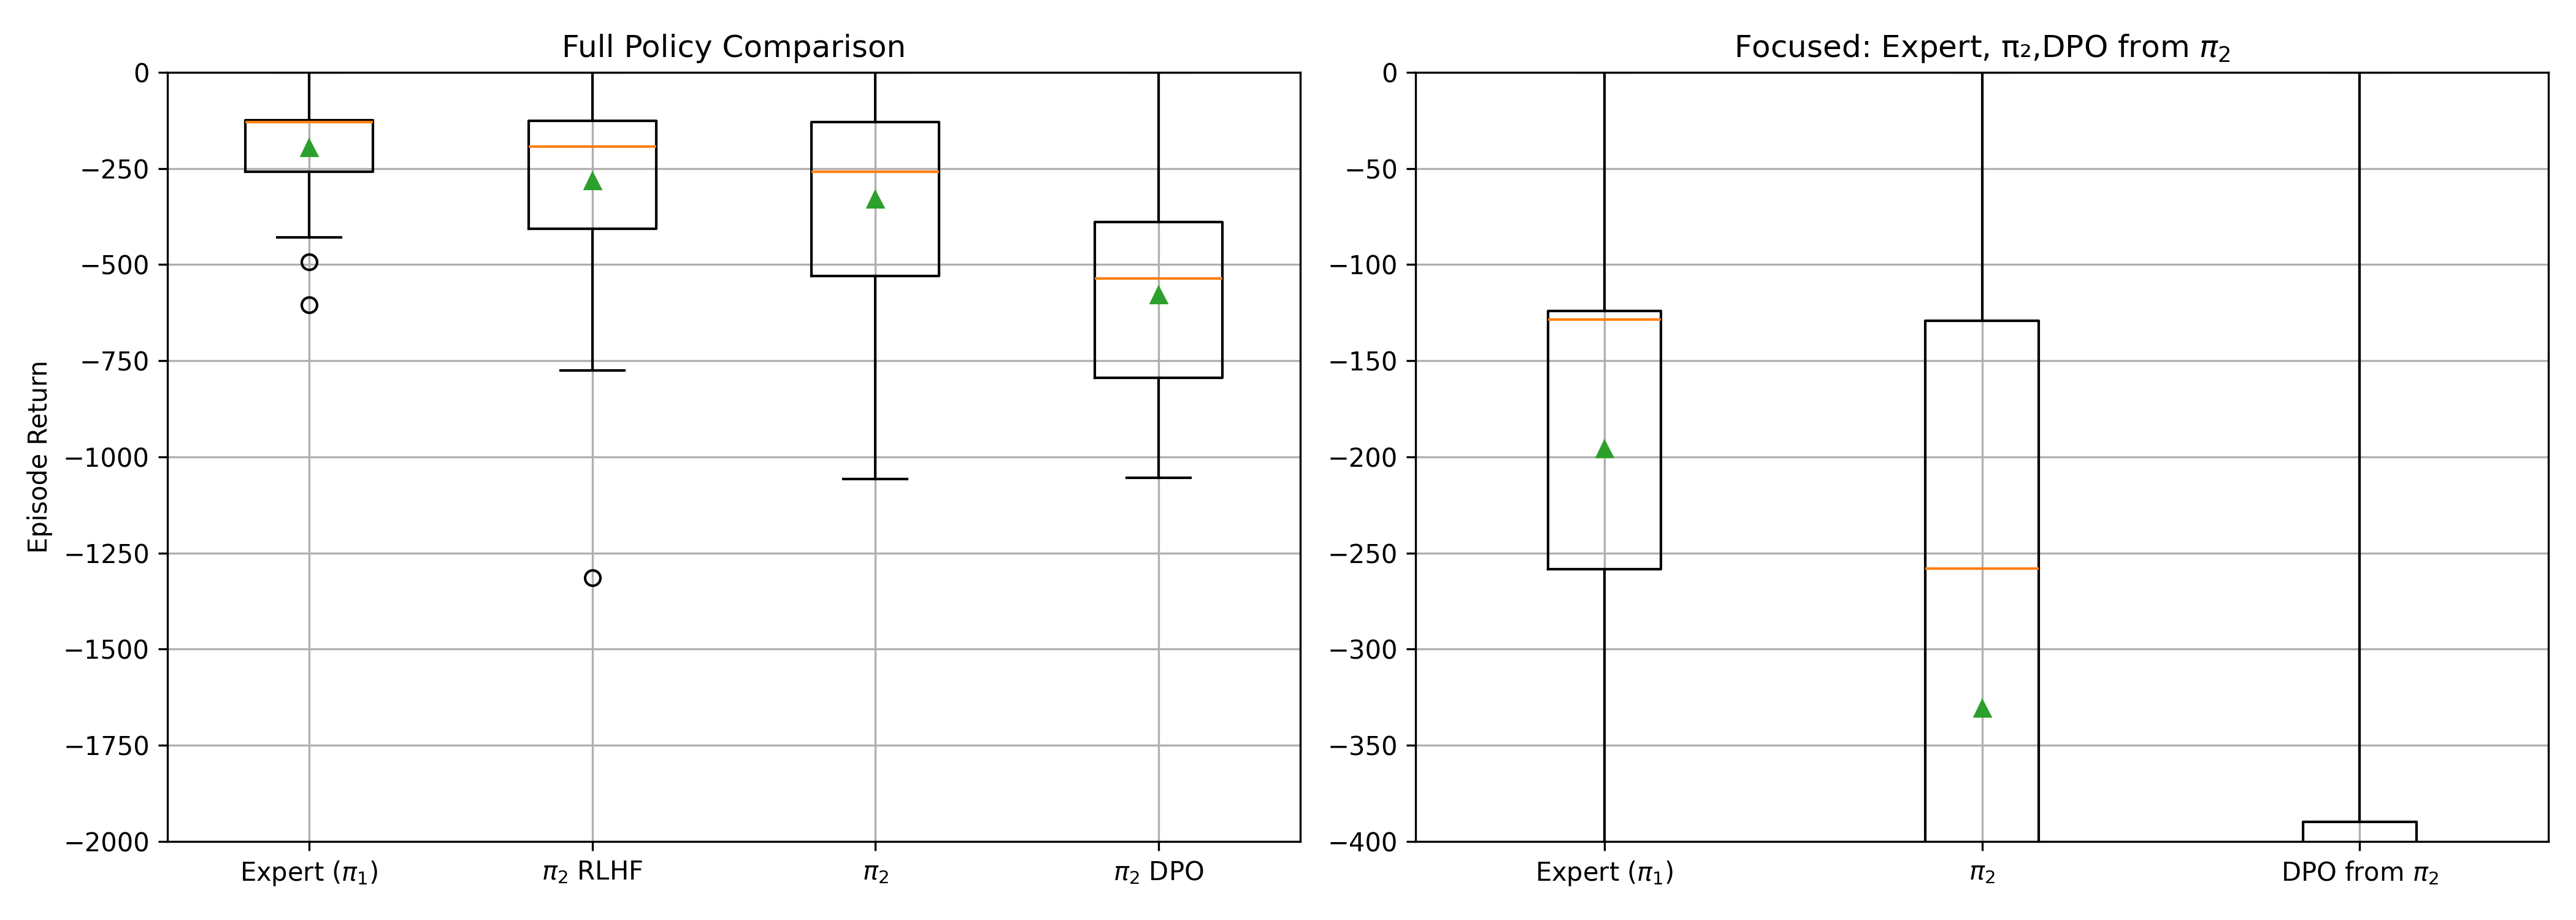 Full Policy Comparison
Episode Return
0
−250
−500
−750
−1000
−1250
−1500
−1750
−2000
Expert (π₁)
π₂ RLHF
π₂
π₂ DPO
Focused: Expert, π₂,DPO from π₂
0
−50
−100
−150
−200
−250
−300
−350
−400
Expert (π₁)
π₂
DPO from π₂